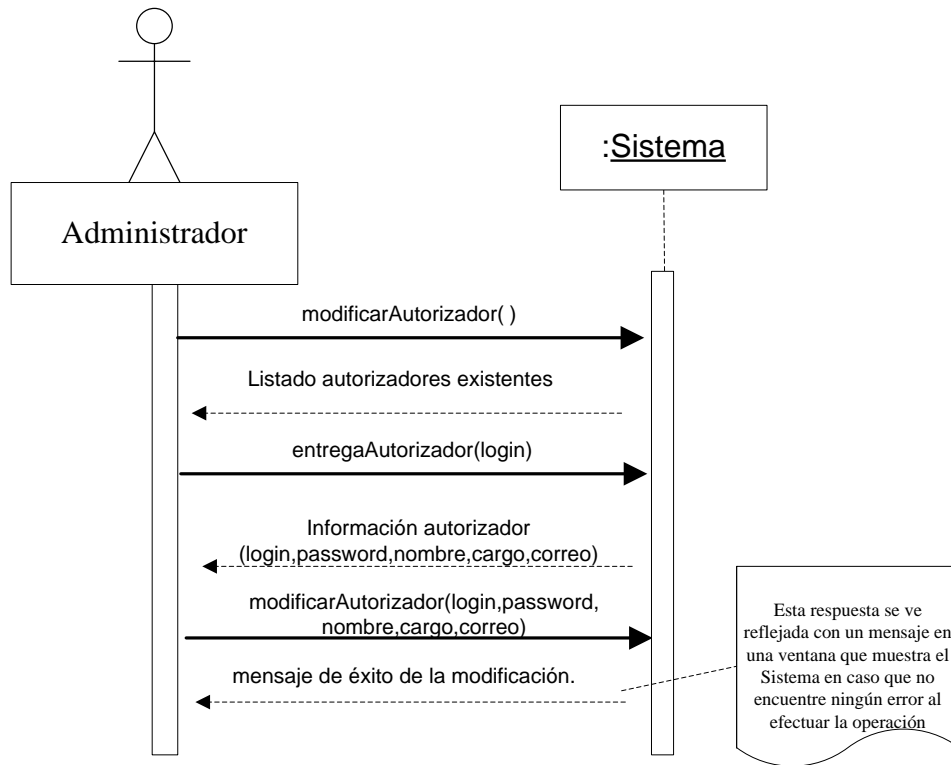 :Sistema
Administrador
modificarAutorizador( )
Listado autorizadores existentes
entregaAutorizador(login)
Información autorizador
(login,password,nombre,cargo,correo)
modificarAutorizador(login,password,
nombre,cargo,correo)
mensaje de éxito de la modificación.
Esta respuesta se ve
reflejada con un mensaje en
una ventana que muestra el
Sistema en caso que no
encuentre ningún error al
efectuar la operación